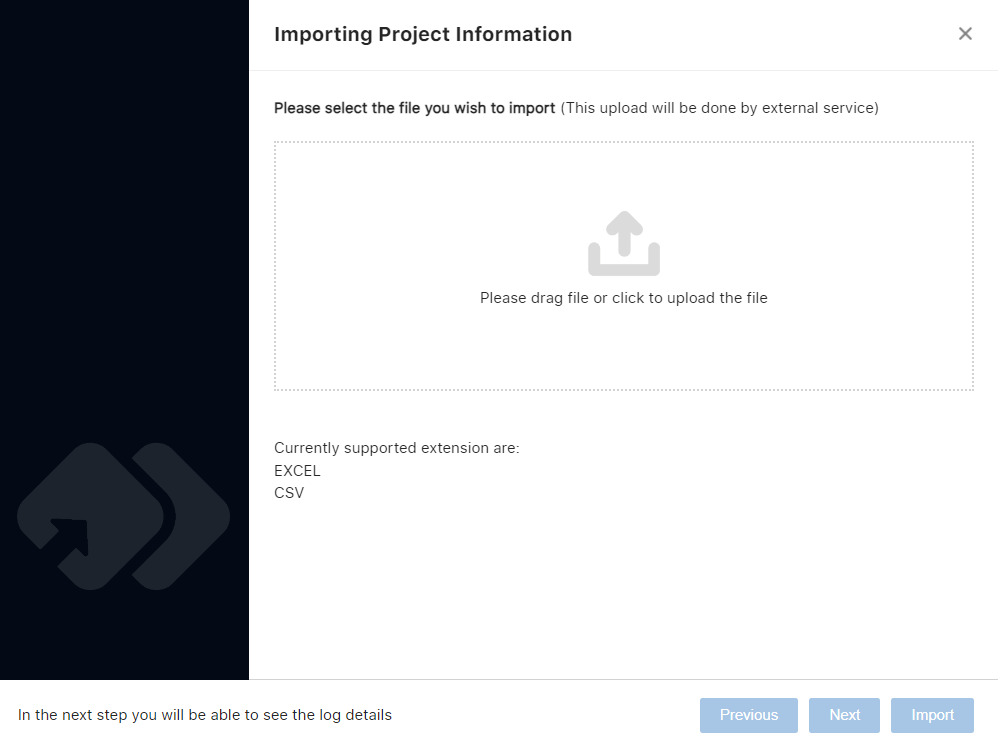 Importing Project Information
Please select the file you wish to import (This upload will be done by external service)
Please drag file or click to upload the file
Currently supported extension are:
EXCEL
CSV
In the next step you will be able to see the log details
Previous
Next
Import